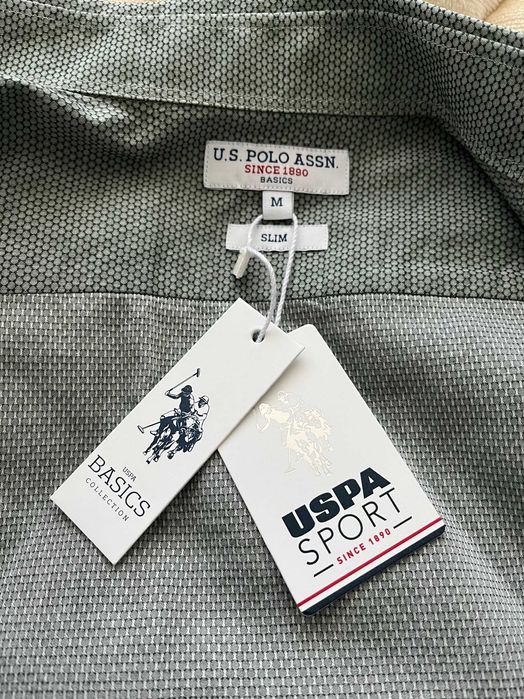 U.S. POLO ASSN.
SINCE 1890
BASICS
M
SLIM
USPA
BASICS
COLLECTION
USPA
SPORT
SINCE 1890